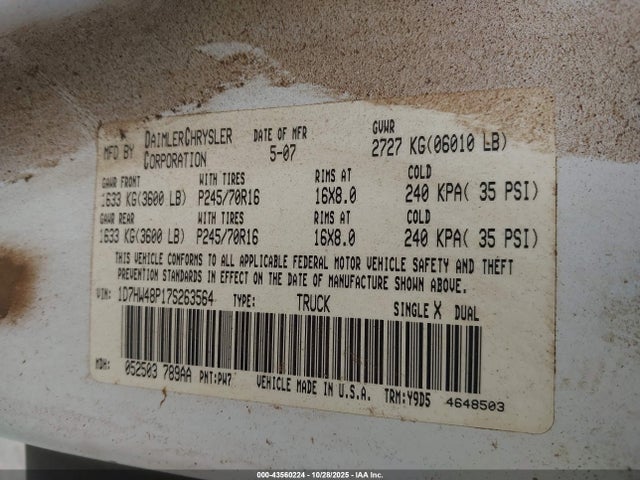 MFD BY DAIMLERCHRYSLER CORPORATION DATE OF MFR 5-07 GVWR 2727 KG(06010 LB)
GAWR FRONT WITH TIRES RIMS AT COLD
1633 KG(3600 LB) P245/70R16 16X8.0 240 KPA( 35 PSI)
GAWR REAR WITH TIRES RIMS AT COLD
1633 KG(3600 LB) P245/70R16 16X8.0 240 KPA( 35 PSI)
THIS VEHICLE CONFORMS TO ALL APPLICABLE FEDERAL MOTOR VEHICLE SAFETY AND THEFT
PREVENTION STANDARDS IN EFFECT ON THE DATE OF MANUFACTURE SHOWN ABOVE.
VIN: 1D7HW48P17S263564 TYPE: TRUCK SINGLE X DUAL
MDH: 052503 789AA PNT:PW7 VEHICLE MADE IN U.S.A. TRM:Y9D5 4648503
000-43560224 | 10/28/2025 | IAA Inc.